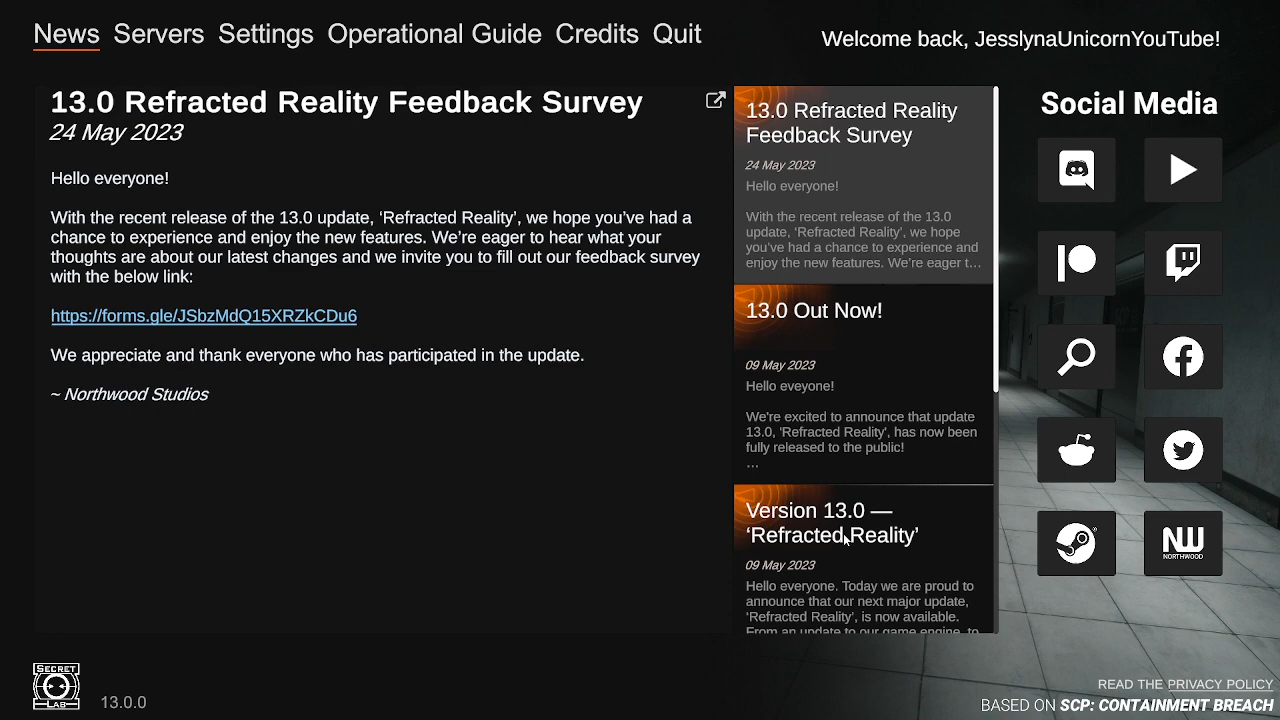 News Servers Settings Operational Guide Credits Quit
Welcome back, JesslynaUnicornYouTube!
13.0 Refracted Reality Feedback Survey
24 May 2023
Hello everyone!
With the recent release of the 13.0 update, ‘Refracted Reality’, we hope you’ve had a
chance to experience and enjoy the new features. We’re eager to hear what your
thoughts are about our latest changes and we invite you to fill out our feedback survey
with the below link:
https://forms.gle/JSbzMdQ15XRZkCDu6
We appreciate and thank everyone who has participated in the update.
~ Northwood Studios
13.0 Refracted Reality
Feedback Survey
24 May 2023
Hello everyone!
With the recent release of the 13.0
update, ‘Refracted Reality’, we hope
you’ve had a chance to experience and
enjoy the new features. We’re eager t…
13.0 Out Now!
09 May 2023
Hello eveyone!
We're excited to announce that update
13.0, 'Refracted Reality', has now been
fully released to the public!
…
Version 13.0 —
‘Refracted Reality’
09 May 2023
Hello everyone. Today we are proud to
announce that our next major update,
‘Refracted Reality’, is now available.
From an update to our game engine, to
Social Media
NW
NORTHWOOD
SECRET
LAB
13.0.0
READ THE PRIVACY POLICY
BASED ON SCP: CONTAINMENT BREACH